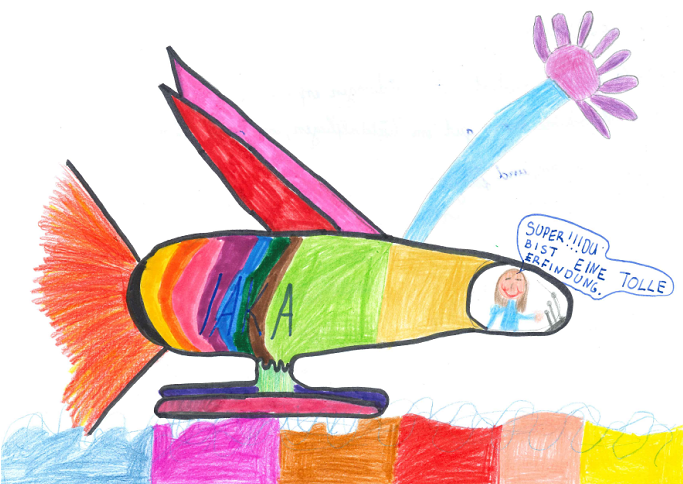 SUPER!!!DU
BIST EINE TOLLE
ERFINDUNG.
IAKA